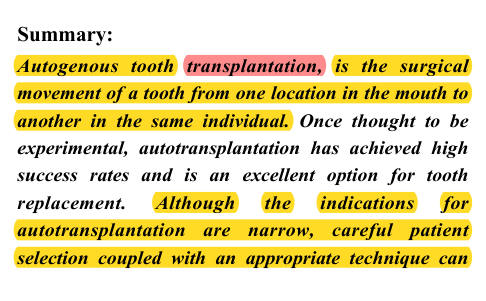 Summary:
Autogenous tooth transplantation, is the surgical
movement of a tooth from one location in the mouth to
another in the same individual. Once thought to be
experimental, autotransplantation has achieved high
success rates and is an excellent option for tooth
replacement. Although the indications for
autotransplantation are narrow, careful patient
selection coupled with an appropriate technique can